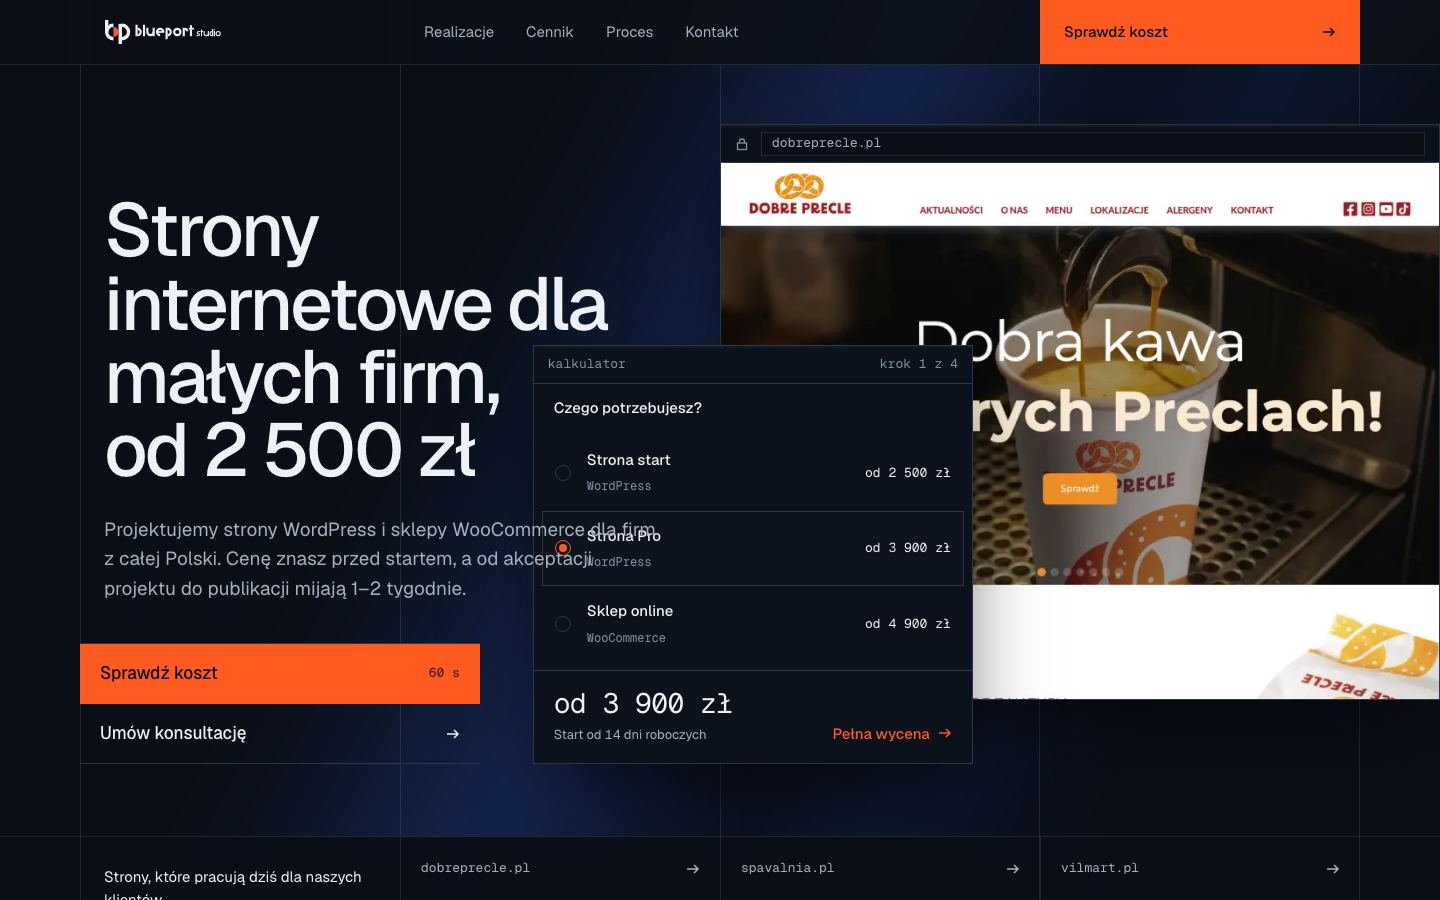 blueport studio
Realizacje
Cennik
Proces
Kontakt
Sprawdź koszt
dobreprecle.pl
DOBRE PRECLE
AKTUALNOŚCI
O NAS
MENU
LOKALIZACJE
ALERGENY
KONTAKT
Strony
internetowe dla
małych firm,
od 2 500 zł
Projektujemy strony WordPress i sklepy WooCommerce dla firm
z całej Polski. Cenę znasz przed startem, a od akceptacji
projektu do publikacji mijają 1–2 tygodnie.
Sprawdź koszt
60 s
Umów konsultację
Dobra kawa
rych Preclach!
PRECLE
Sprawdź
kalkulator
krok 1 z 4
Czego potrzebujesz?
Strona start
WordPress
od 2 500 zł
Strona Pro
WordPress
od 3 900 zł
Sklep online
WooCommerce
od 4 900 zł
od 3 900 zł
Start od 14 dni roboczych
Pełna wycena
Strony, które pracują dziś dla naszych
klientów
dobreprecle.pl
spavalnia.pl
vilmart.pl